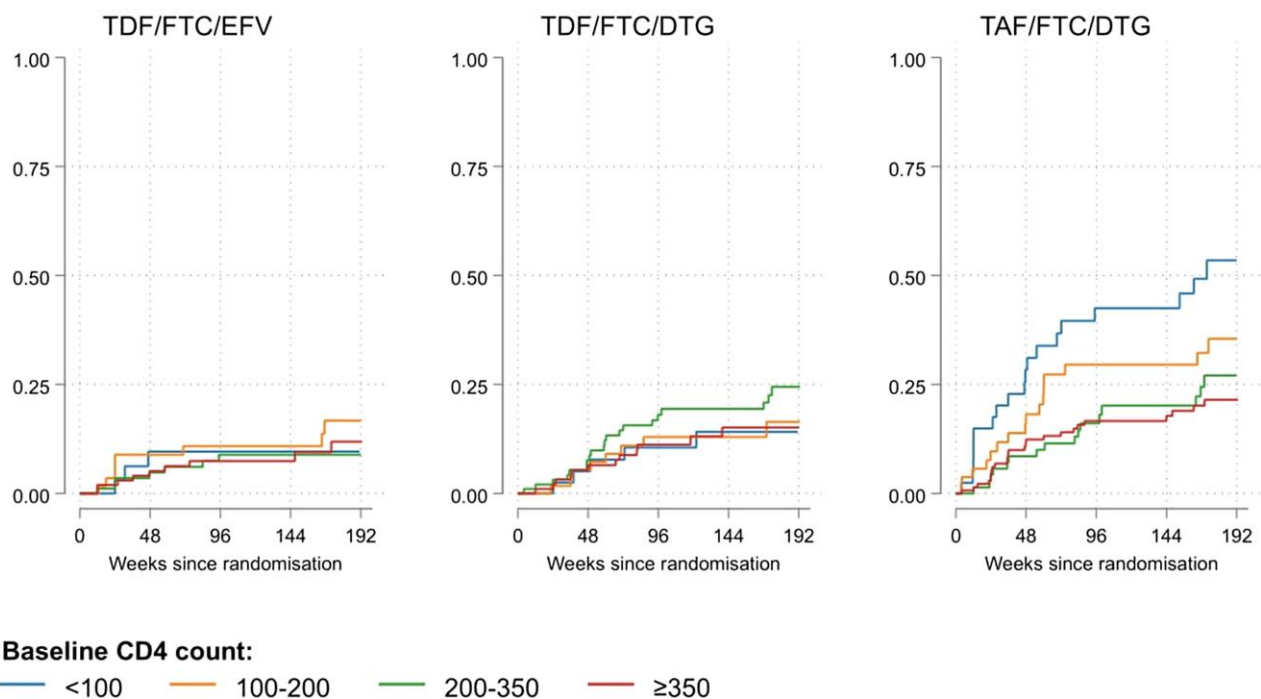 TDF/FTC/EFV TDF/FTC/DTG TAF/FTC/DTG
1.00 1.00 1.00
0.75 0.75 0.75
0.50 0.50 0.50
0.25 0.25 0.25
0.00 0.00 0.00
0 48 96 144 192 0 48 96 144 192 0 48 96 144 192
Weeks since randomisation Weeks since randomisation Weeks since randomisation
Baseline CD4 count:
<100 100-200 200-350 ≥350